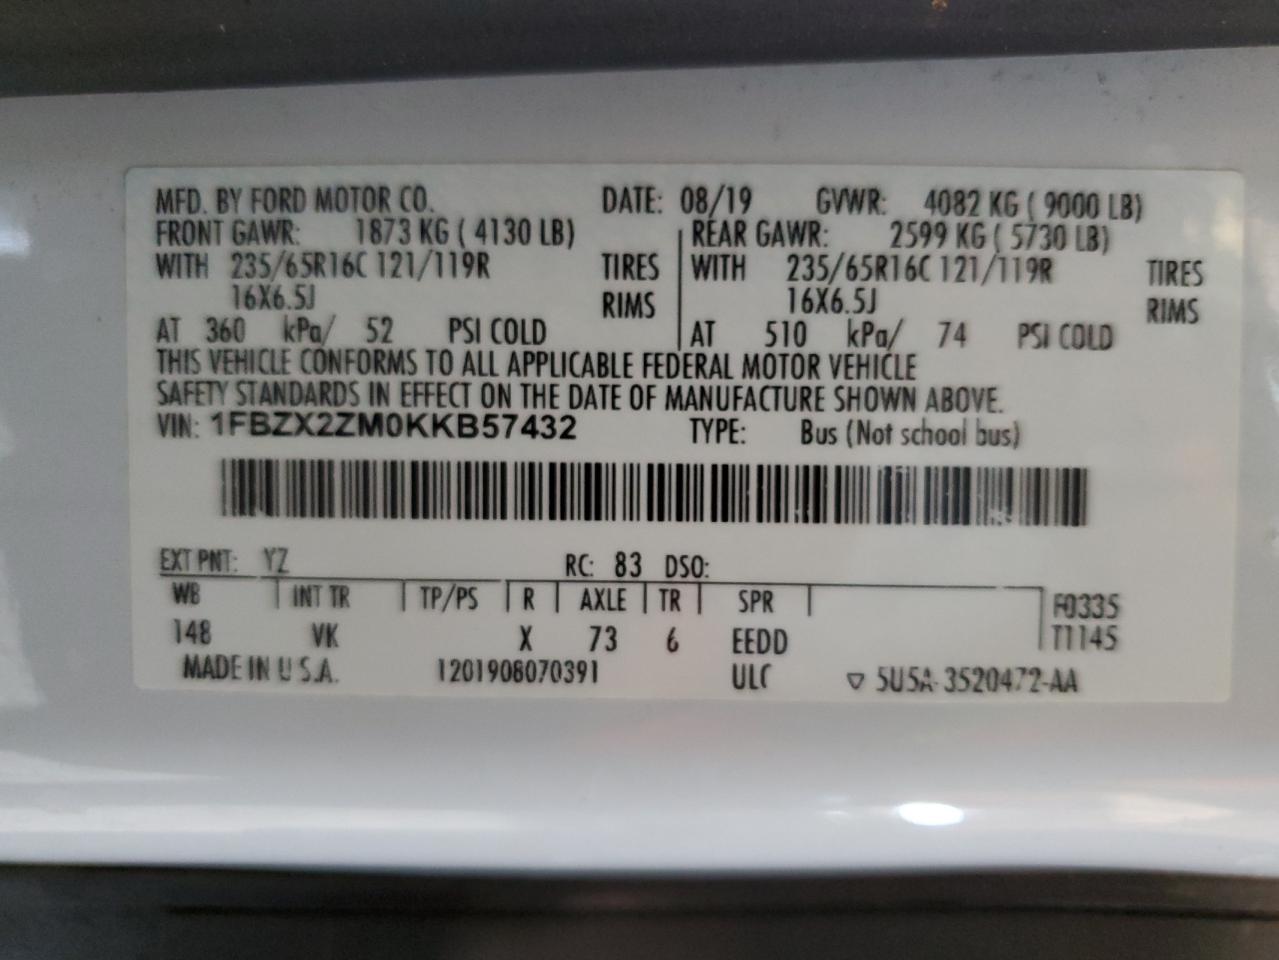 MFD. BY FORD MOTOR CO. DATE: 08/19 GVWR: 4082 KG ( 9000 LB)
FRONT GAWR: 1873 KG ( 4130 LB) REAR GAWR: 2599 KG ( 5730 LB)
WITH 235/65R16C 121/119R TIRES WITH 235/65R16C 121/119R TIRES
16X6.5J RIMS 16X6.5J RIMS
AT 360 kPa/ 52 PSI COLD AT 510 kPa/ 74 PSI COLD
THIS VEHICLE CONFORMS TO ALL APPLICABLE FEDERAL MOTOR VEHICLE
SAFETY STANDARDS IN EFFECT ON THE DATE OF MANUFACTURE SHOWN ABOVE.
VIN: 1FBZX2ZM0KKB57432 TYPE: Bus (Not school bus)
EXT PNT: YZ RC: 83 DSO:
WB INT TR TP/PS R AXLE TR SPR F0335
148 VK X 73 6 EEDD T1145
MADE IN U.S.A. 1201908070391 ULC ▽ 5U5A-3520472-AA